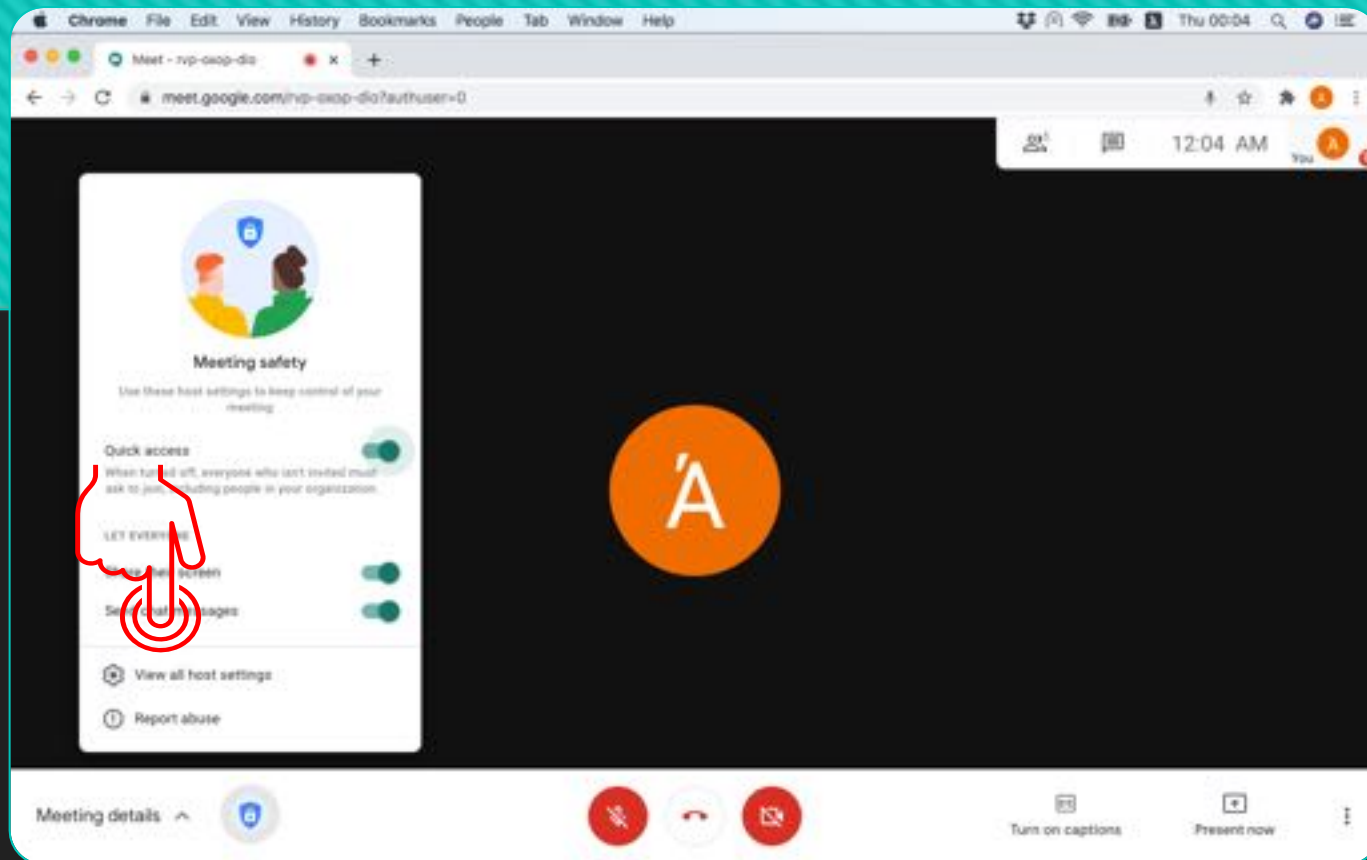 Chrome File Edit View History Bookmarks People Tab Window Help
Thu 00:04
Meet - rvp-oxop-dio
meet.google.com/rvp-oxop-dio?authuser=0
12:04 AM
You
Meeting safety
Use these host settings to keep control of your
meeting
Quick access
When turned off, everyone who isn't invited must
ask to join, including people in your organization
LET EVERYONE
Share their screen
Send chat messages
View all host settings
Report abuse
Ά
Meeting details
Turn on captions
Present now